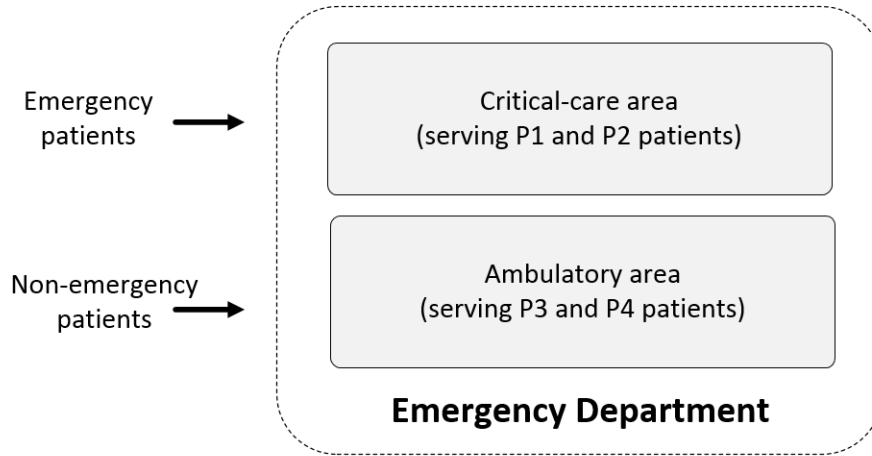 Emergency
patients
Critical-care area
(serving P1 and P2 patients)
Non-emergency
patients
Ambulatory area
(serving P3 and P4 patients)
Emergency Department